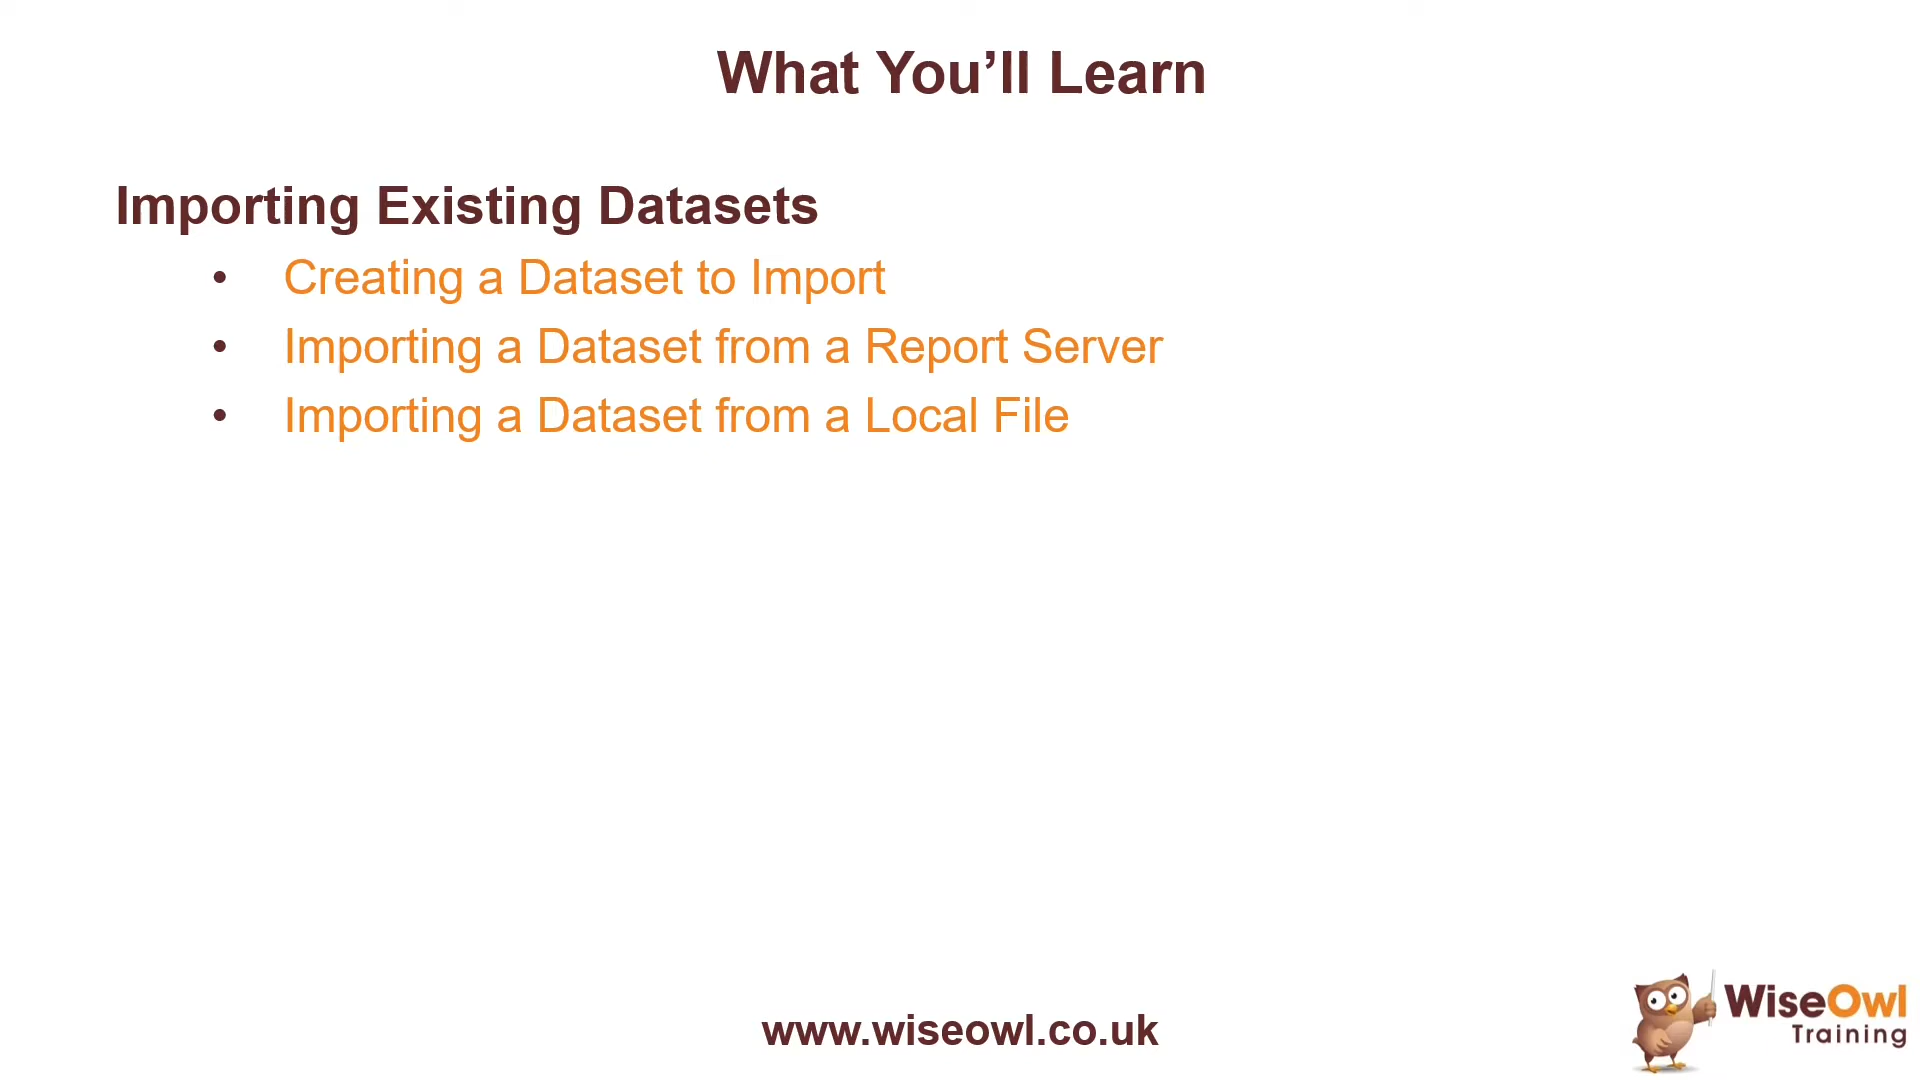 What You’ll Learn
Importing Existing Datasets
• Creating a Dataset to Import
• Importing a Dataset from a Report Server
• Importing a Dataset from a Local File
www.wiseowl.co.uk
WiseOwl
Training